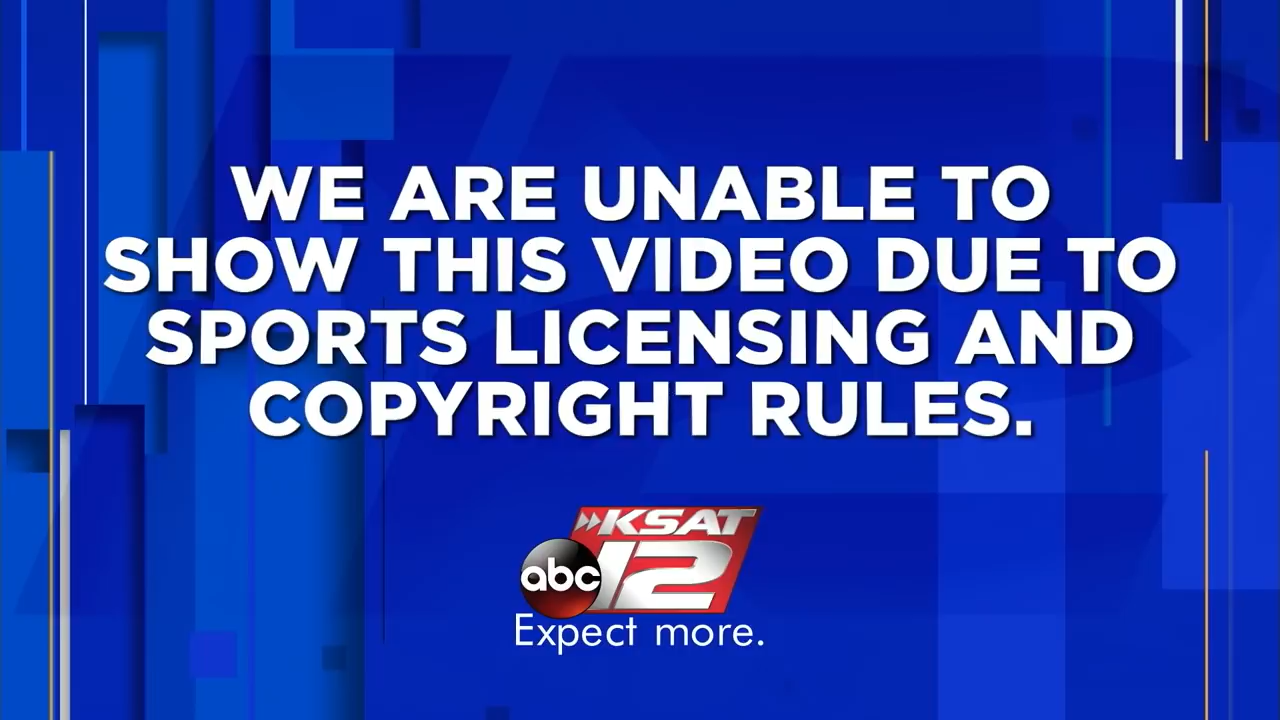 WE ARE UNABLE TO
SHOW THIS VIDEO DUE TO
SPORTS LICENSING AND
COPYRIGHT RULES.
KSAT
abc 12
Expect more.